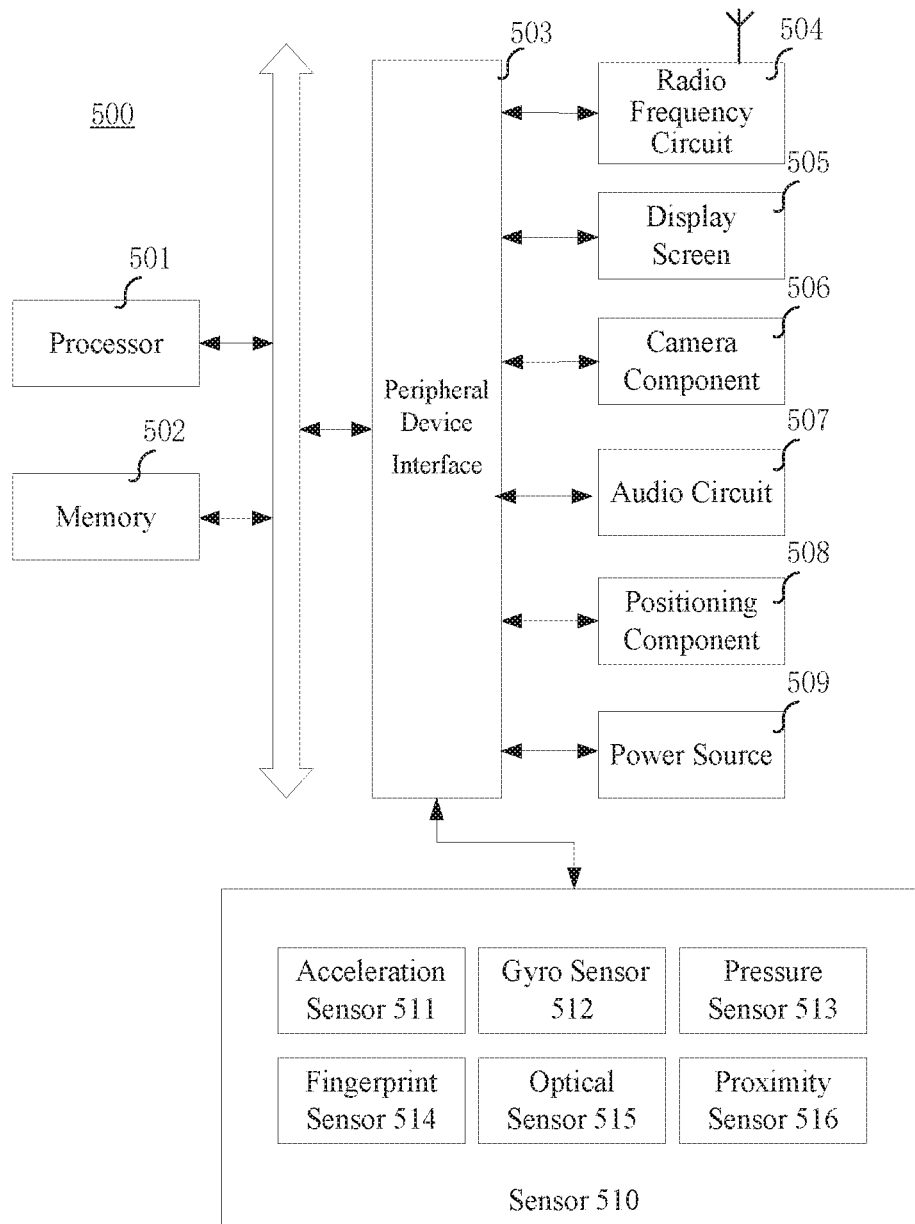 500
501
Processor
502
Memory
503
Peripheral
Device
Interface
504
Radio
Frequency
Circuit
505
Display
Screen
506
Camera
Component
507
Audio Circuit
508
Positioning
Component
509
Power Source
Acceleration
Sensor 511
Gyro Sensor
512
Pressure
Sensor 513
Fingerprint
Sensor 514
Optical
Sensor 515
Proximity
Sensor 516
Sensor 510